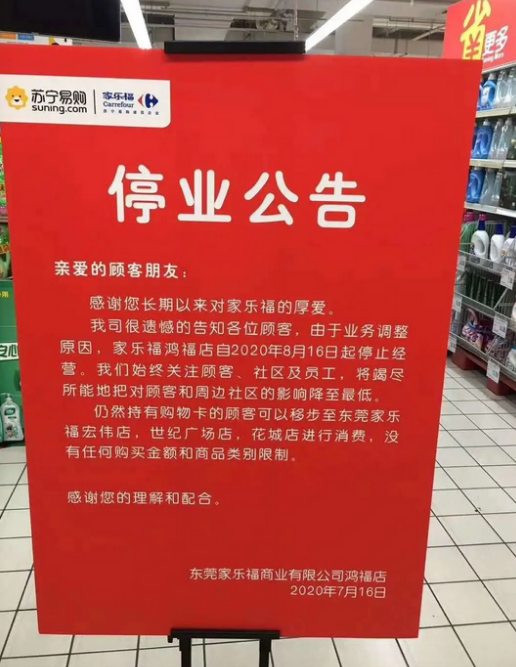 苏宁易购
suning.com
家乐福
Carrefour
停业公告
亲爱的顾客朋友：
感谢您长期以来对家乐福的厚爱。
我司很遗憾的告知各位顾客，由于业务调整
原因，家乐福鸿福店自2020年8月16日起停止经
营。我们始终关注顾客、社区及员工，将竭尽
所能地把对顾客和周边社区的影响降至最低。
仍然持有购物卡的顾客可以移步至东莞家乐
福宏伟店，世纪广场店，花城店进行消费，没
有任何购买金额和商品类别限制。
感谢您的理解和配合。
东莞家乐福商业有限公司鸿福店
2020年7月16日
省
更多